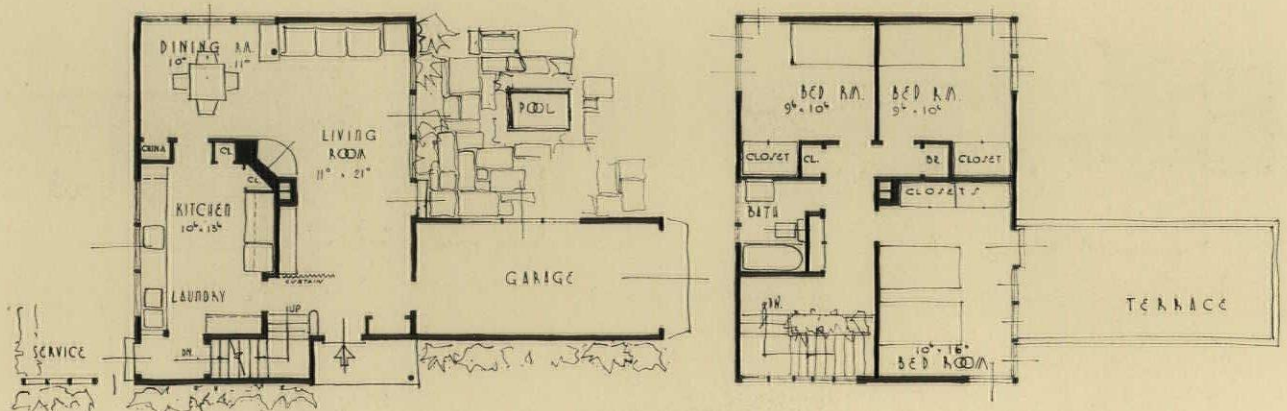 DINING RM.
10⁰ 11⁰
CHINA
CL.
CL.
LIVING
ROOM
11⁰ × 21⁰
POOL
KITCHEN
10⁶ × 13⁶
LAUNDRY
CURTAIN
UP
DN.
SERVICE
GARAGE
BED RM.
9⁶ × 10⁶
BED RM.
9⁶ × 10⁶
CLOSET
CL.
BR.
CLOSET
CLOSETS
BATH
DN.
10⁶ × 16⁰
BED ROOM
TERRACE